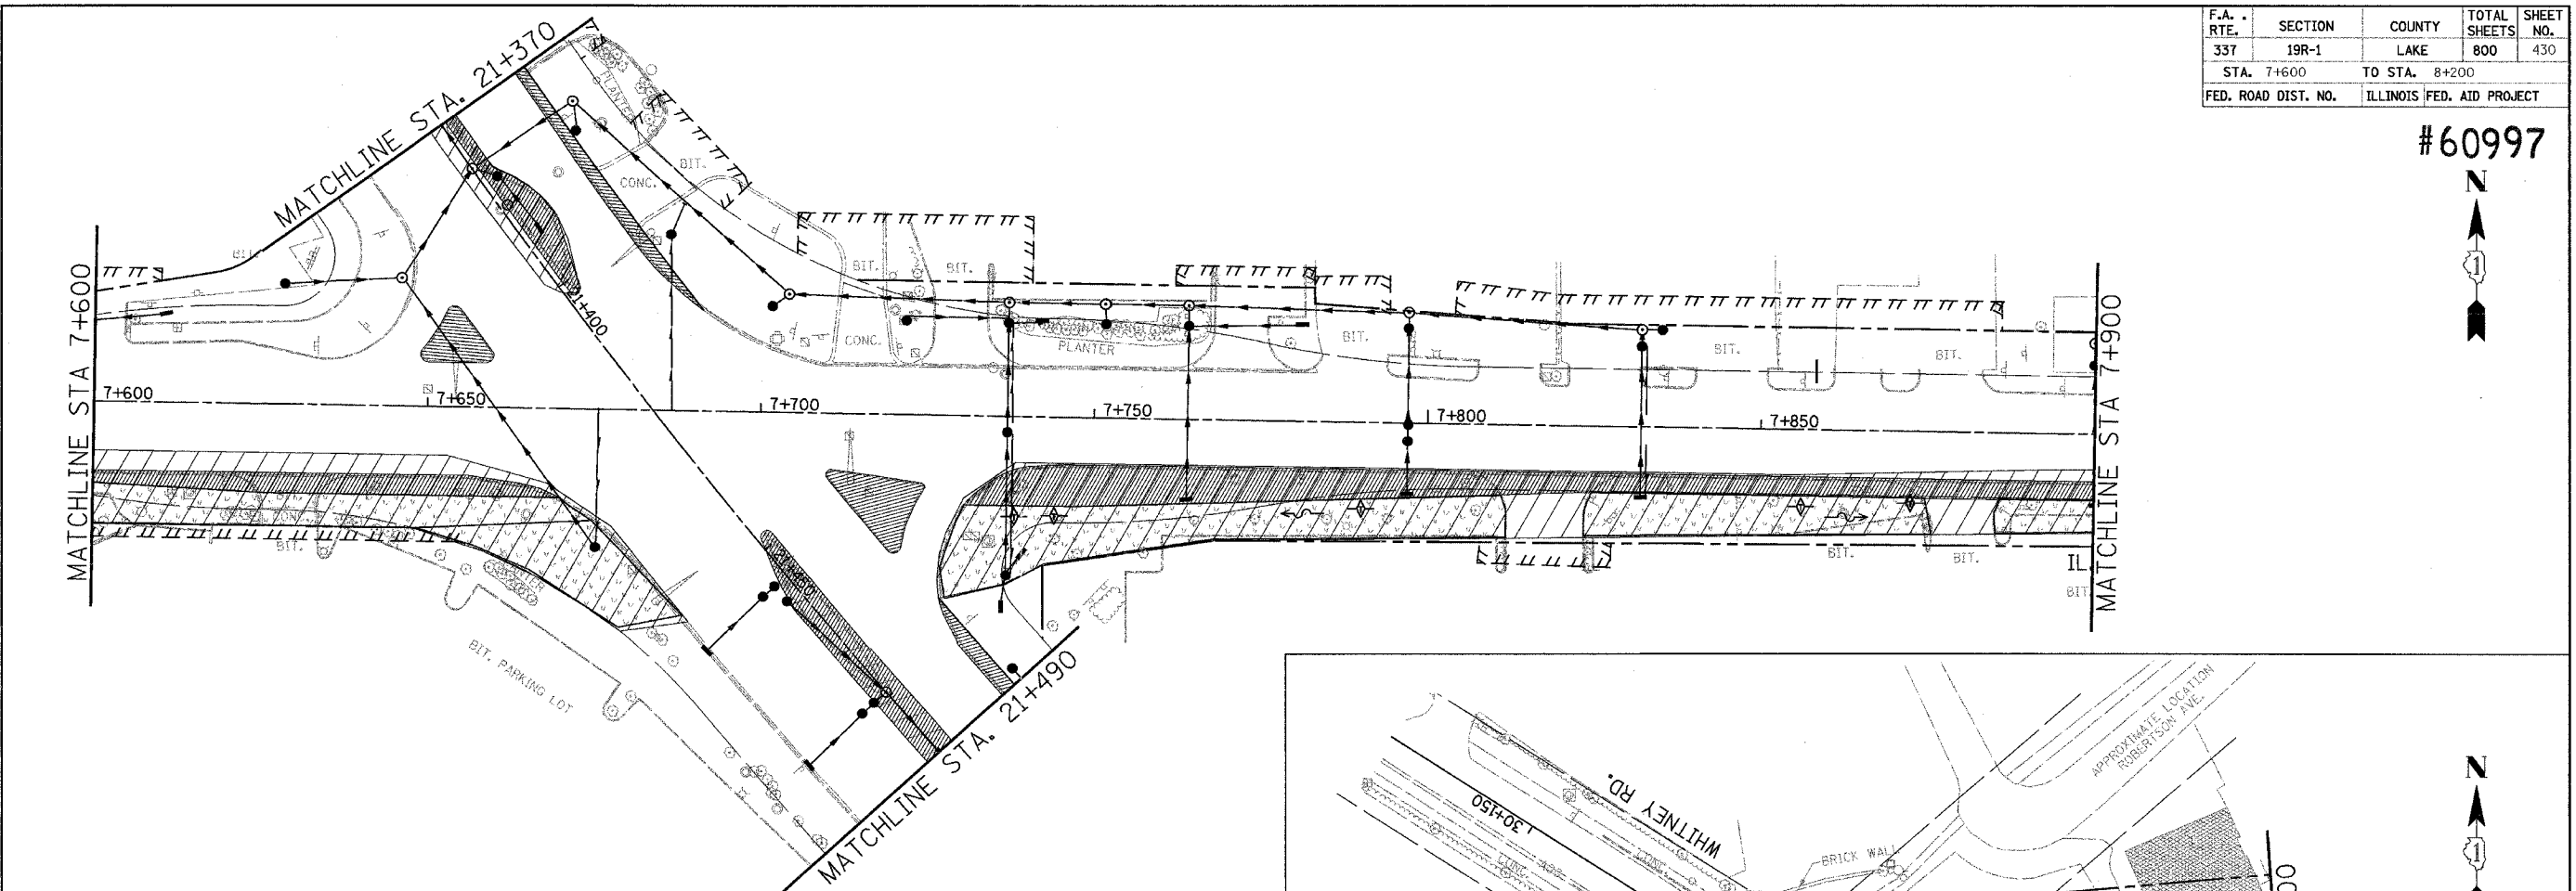 F.A. . RTE. SECTION COUNTY TOTAL SHEETS SHEET NO.
337 19R-1 LAKE 800 430
STA. 7+600 TO STA. 8+200
FED. ROAD DIST. NO. ILLINOIS FED. AID PROJECT
#60997
N
1
MATCHLINE STA. 21+370
PLANTER
BIT.
CONC.
BIT.
MATCHLINE STA 7+600
21+400
BIT.
BIT.
CONC.
PLANTER
BIT.
BIT.
BIT.
MATCHLINE STA 7+900
7+600
7+650
7+700
7+750
7+800
7+850
BIT.
BIT.
BIT.
IL.
BIT.
BIT. PARKING LOT
MATCHLINE STA. 21+490
APPROXIMATE LOCATION
ROBERTSON AVE.
WHITNEY RD.
30+150
BRICK WALL
CONC.
N
1